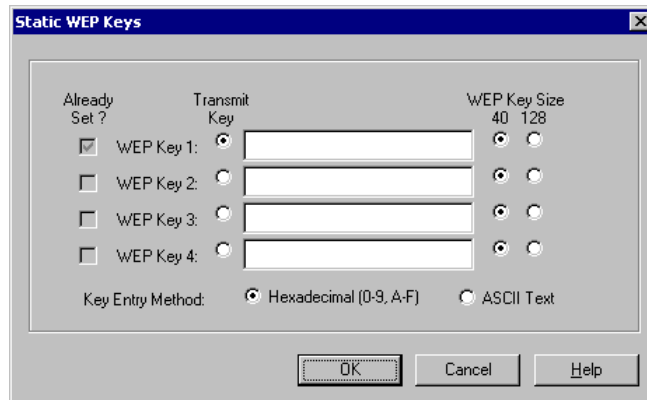 Static WEP Keys
Already Set ?
Transmit Key
WEP Key Size
40 128
WEP Key 1:
WEP Key 2:
WEP Key 3:
WEP Key 4:
Key Entry Method: Hexadecimal (0-9, A-F) ASCII Text
OK Cancel Help